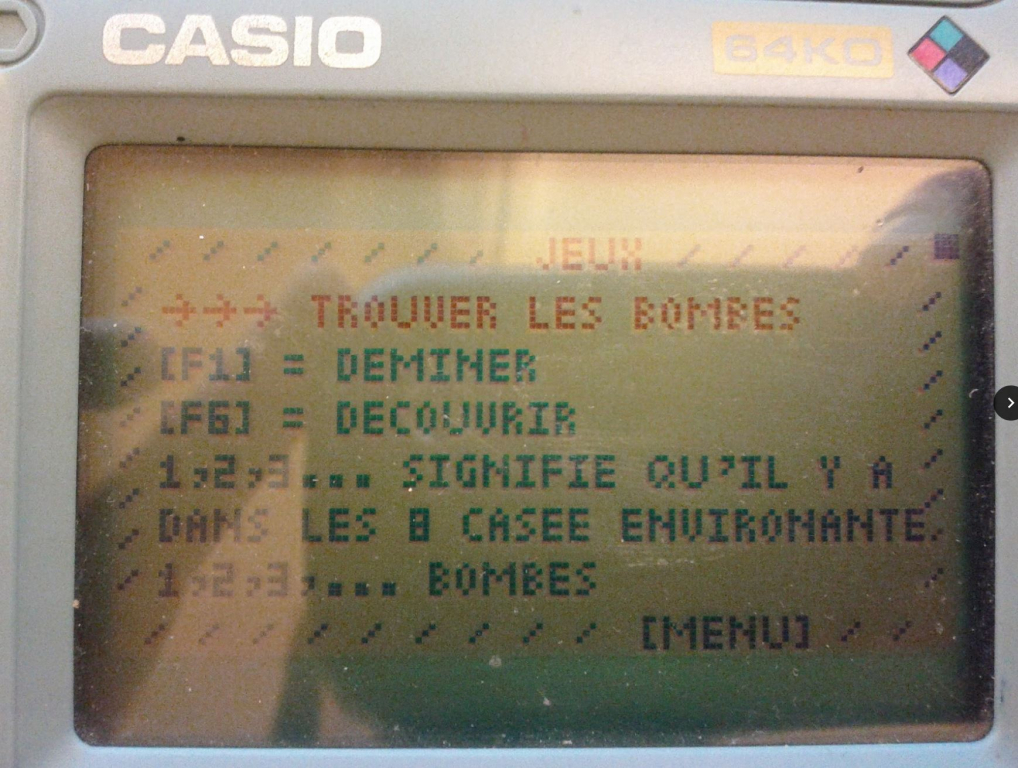 CASIO
64KO
/ / / / / / / JEUX / / / / /
→→→ TROUVER LES BOMBES
[F1] = DEMINER
[F6] = DECOUVRIR
1,2,3... SIGNIFIE QU'IL Y A
DANS LES 8 CASEE ENVIRONANTE
1,2,3,... BOMBES
/ / / / / / / / / [MENU] / /